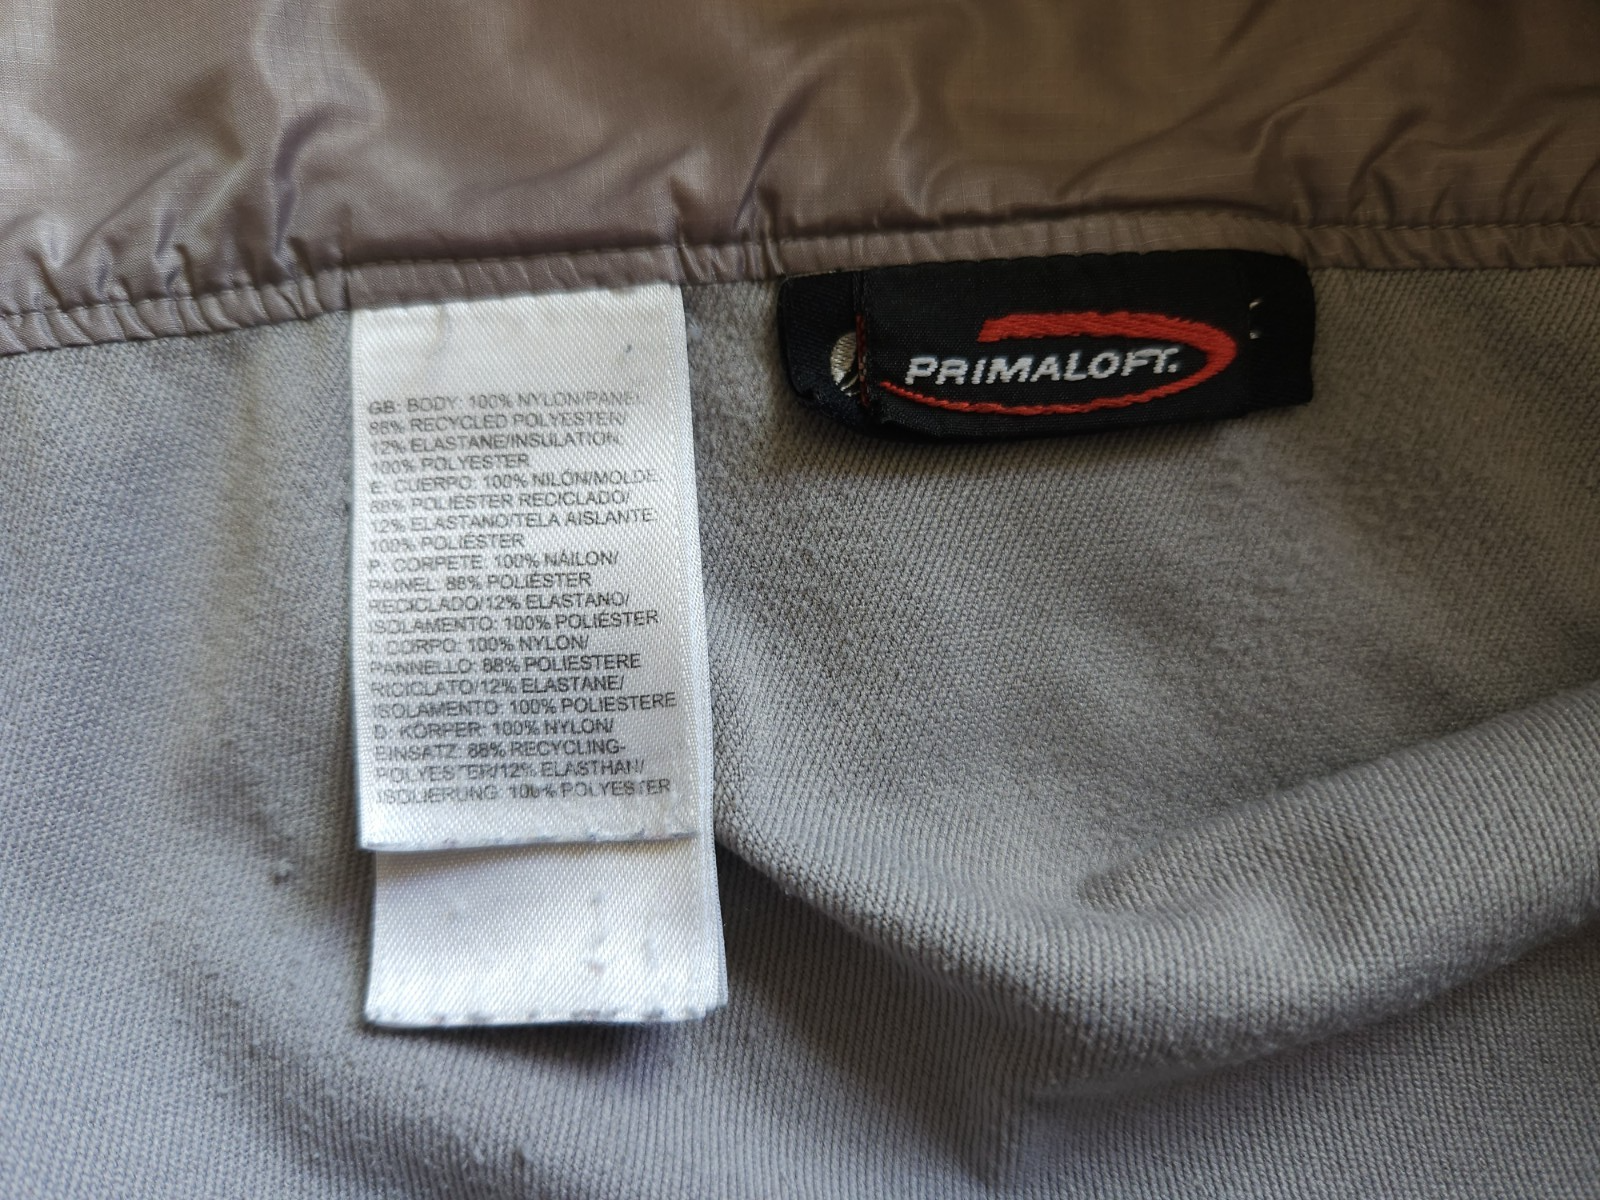 GB: BODY: 100% NYLON/PANEL
88% RECYCLED POLYESTER/
12% ELASTANE/INSULATION:
100% POLYESTER
E: CUERPO: 100% NILÓN/MOLDE:
88% POLIÉSTER RECICLADO/
12% ELASTANO/TELA AISLANTE:
100% POLIÉSTER
P: CORPETE: 100% NÁILON/
PAINEL: 88% POLIÉSTER
RECICLADO/12% ELASTANO/
ISOLAMENTO: 100% POLIÉSTER
I: CORPO: 100% NYLON/
PANNELLO: 88% POLIESTERE
RICICLATO/12% ELASTANE/
ISOLAMENTO: 100% POLIESTERE
D: KÖRPER: 100% NYLON/
EINSATZ: 88% RECYCLING-
POLYESTER/12% ELASTHAN/
ISOLIERUNG: 100% POLYESTER
PRIMALOFT.